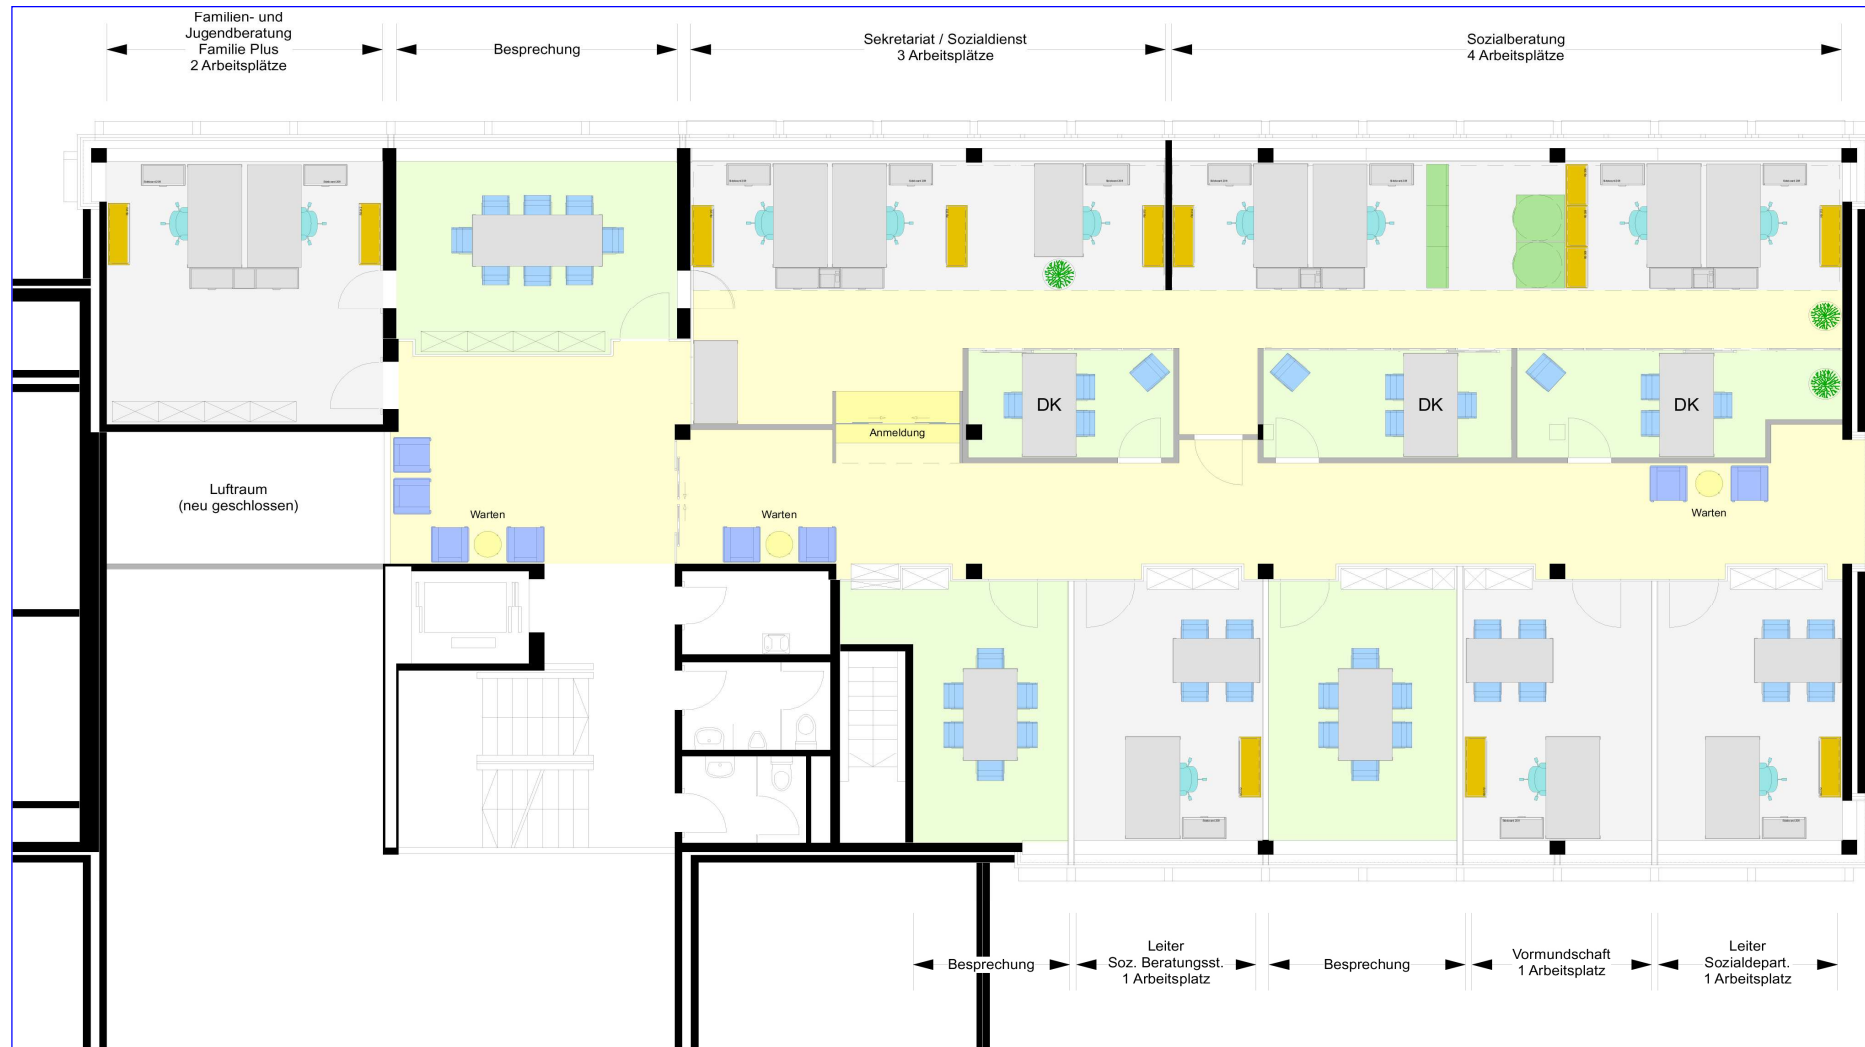 Familien- und
Jugendberatung
Familie Plus
2 Arbeitsplätze
Besprechung
Sekretariat / Sozialdienst
3 Arbeitsplätze
Sozialberatung
4 Arbeitsplätze
DK
DK
DK
Anmeldung
Luftraum
(neu geschlossen)
Warten
Warten
Warten
Besprechung
Leiter
Soz. Beratungsst.
1 Arbeitsplatz
Besprechung
Vormundschaft
1 Arbeitsplatz
Leiter
Sozialdepart.
1 Arbeitsplatz